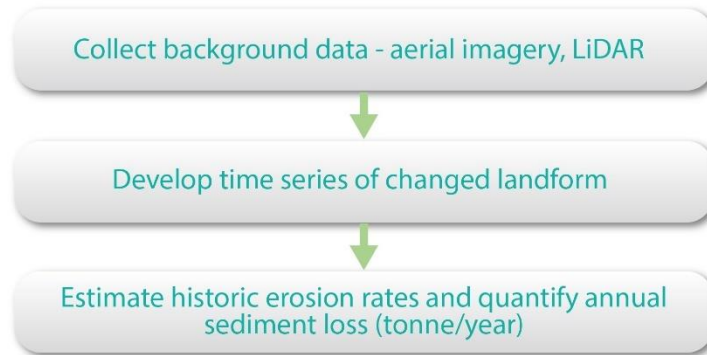 Collect background data - aerial imagery, LiDAR
Develop time series of changed landform
Estimate historic erosion rates and quantify annual
sediment loss (tonne/year)